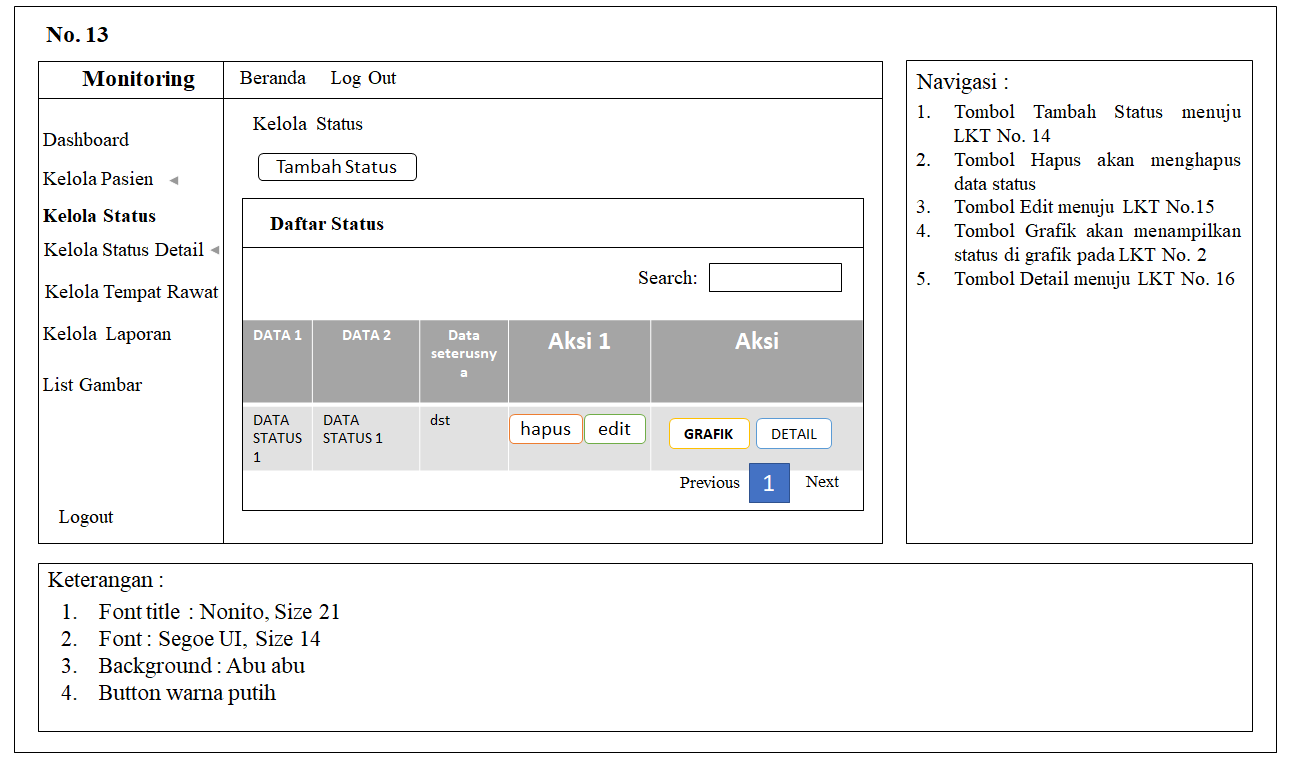 No. 13
Monitoring
Beranda Log Out
Dashboard
Kelola Pasien
Kelola Status
Kelola Status Detail
Kelola Tempat Rawat
Kelola Laporan
List Gambar
Logout
Kelola Status
Tambah Status
Daftar Status
Search:
DATA 1 DATA 2 Data Aksi 1 Aksi
seterusny
a
DATA DATA dst hapus edit GRAFIK DETAIL
STATUS STATUS 1
1
Previous 1 Next
Navigasi :
1. Tombol Tambah Status menuju
LKT No. 14
2. Tombol Hapus akan menghapus
data status
3. Tombol Edit menuju LKT No.15
4. Tombol Grafik akan menampilkan
status di grafik pada LKT No. 2
5. Tombol Detail menuju LKT No. 16
Keterangan :
1. Font title : Nonito, Size 21
2. Font : Segoe UI, Size 14
3. Background : Abu abu
4. Button warna putih